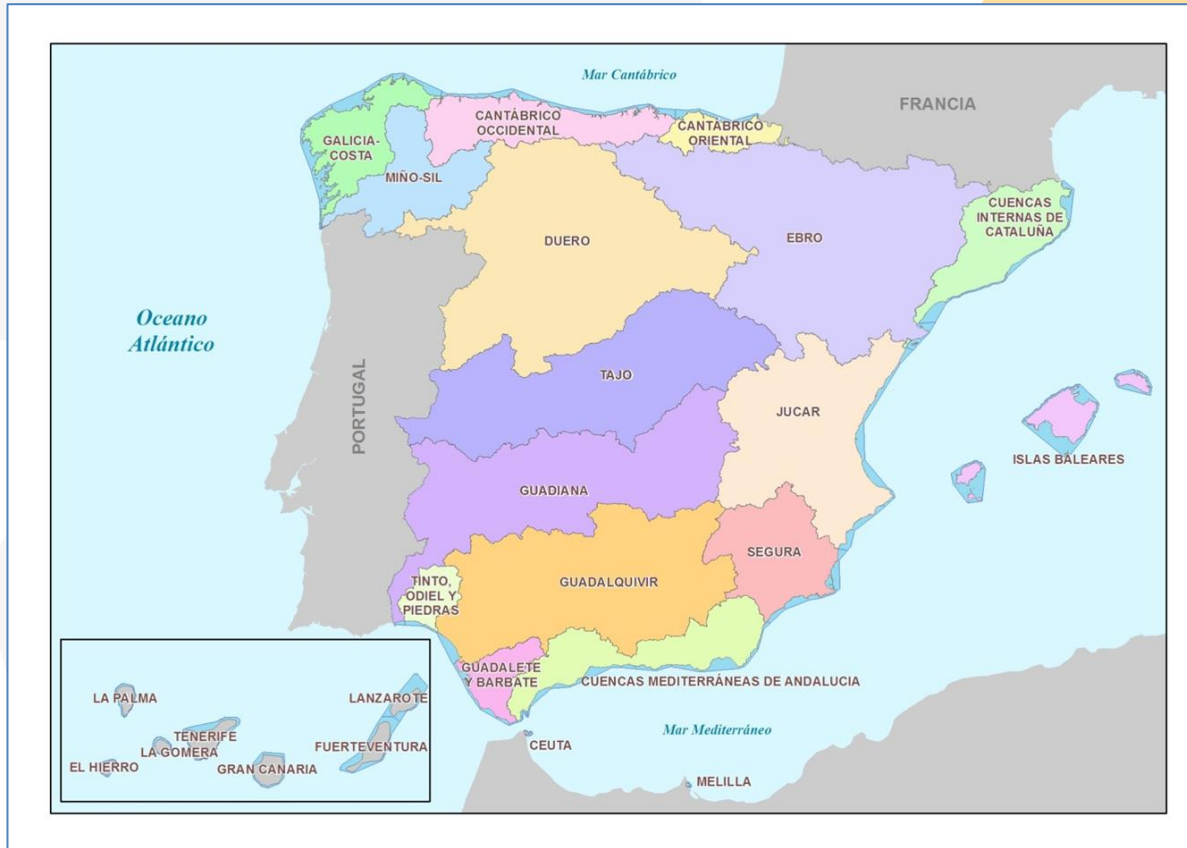 Mar Cantábrico
FRANCIA
CANTÁBRICO
OCCIDENTAL
CANTÁBRICO
ORIENTAL
GALICIA-
COSTA
MIÑO-SIL
CUENCAS
INTERNAS DE
CATALUÑA
DUERO
EBRO
Oceano
Atlántico
TAJO
PORTUGAL
JUCAR
ISLAS BALEARES
GUADIANA
SEGURA
TINTO,
ODIEL Y
PIEDRAS
GUADALQUIVIR
GUADALETE
Y BARBATE
CUENCAS MEDITERRÁNEAS DE ANDALUCIA
LA PALMA
LANZAROTE
TENERIFE
LA GOMERA
FUERTEVENTURA
EL HIERRO
GRAN CANARIA
Mar Mediterráneo
CEUTA
MELILLA